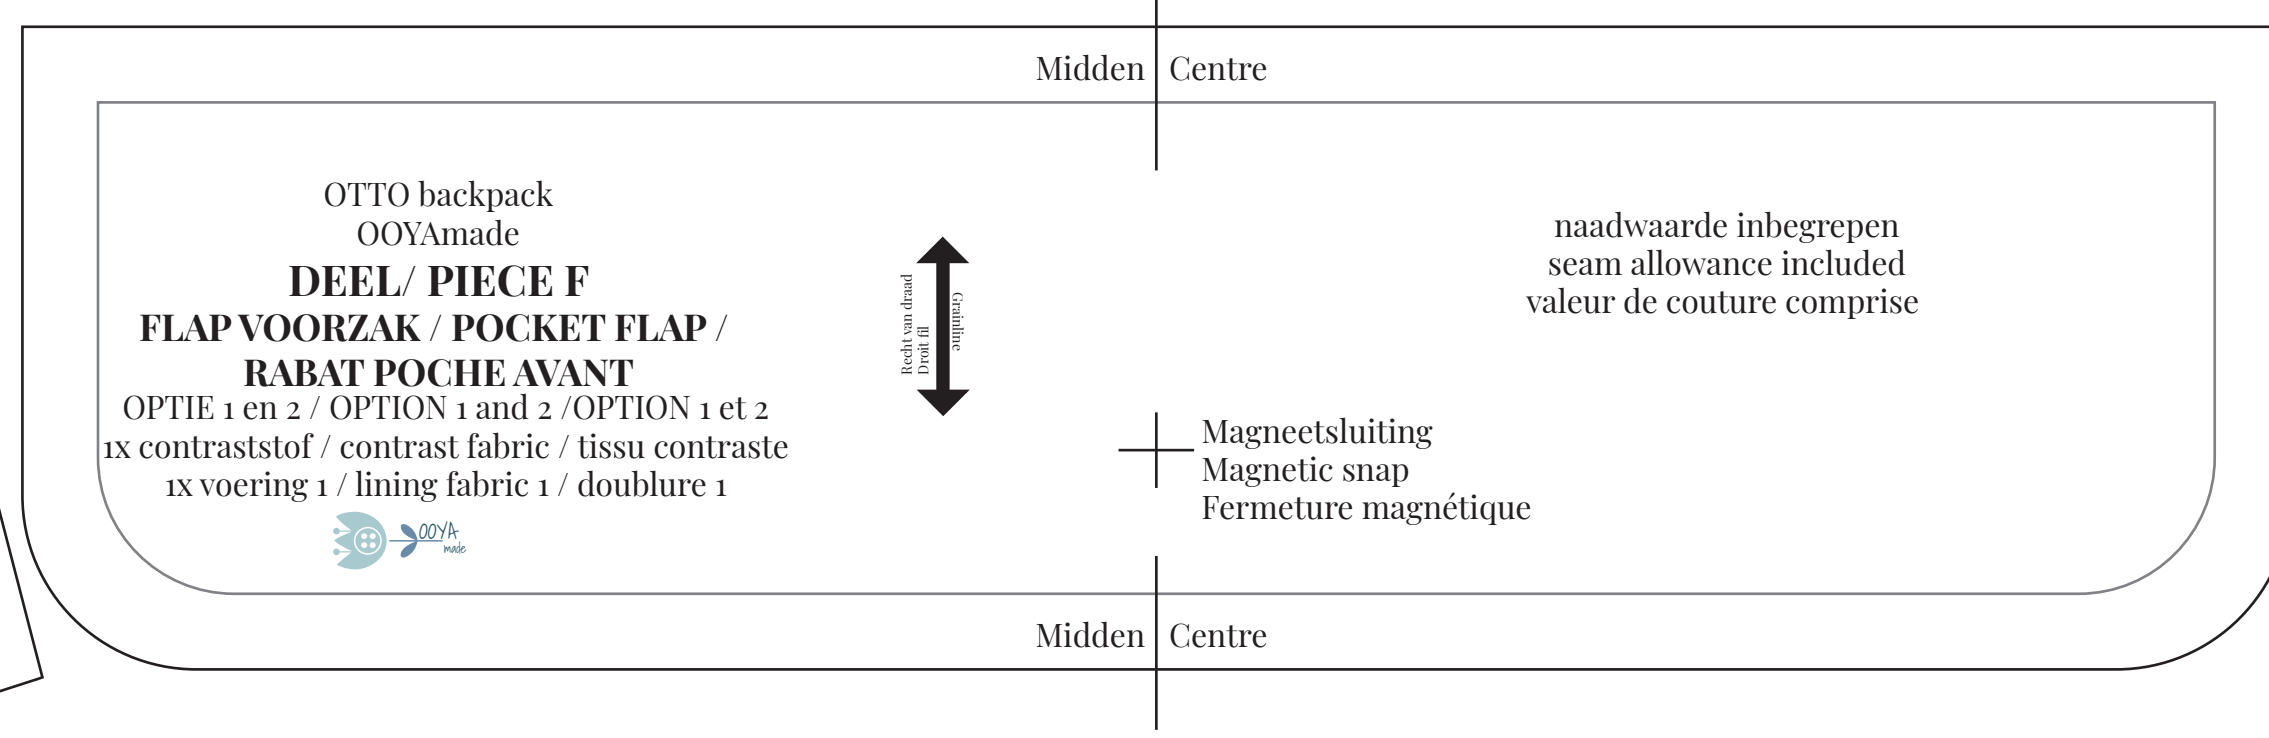 Midden Centre
OTTO backpack
OOYAmade
DEEL/ PIECE F
FLAP VOORZAK / POCKET FLAP /
RABAT POCHE AVANT
OPTIE 1 en 2 / OPTION 1 and 2 /OPTION 1 et 2
1x contraststof / contrast fabric / tissu contraste
1x voering 1 / lining fabric 1 / doublure 1
OOYA
made
Recht van draad
Droit fil
Grainline
naadwaarde inbegrepen
seam allowance included
valeur de couture comprise
Magneetsluiting
Magnetic snap
Fermeture magnétique
Midden Centre